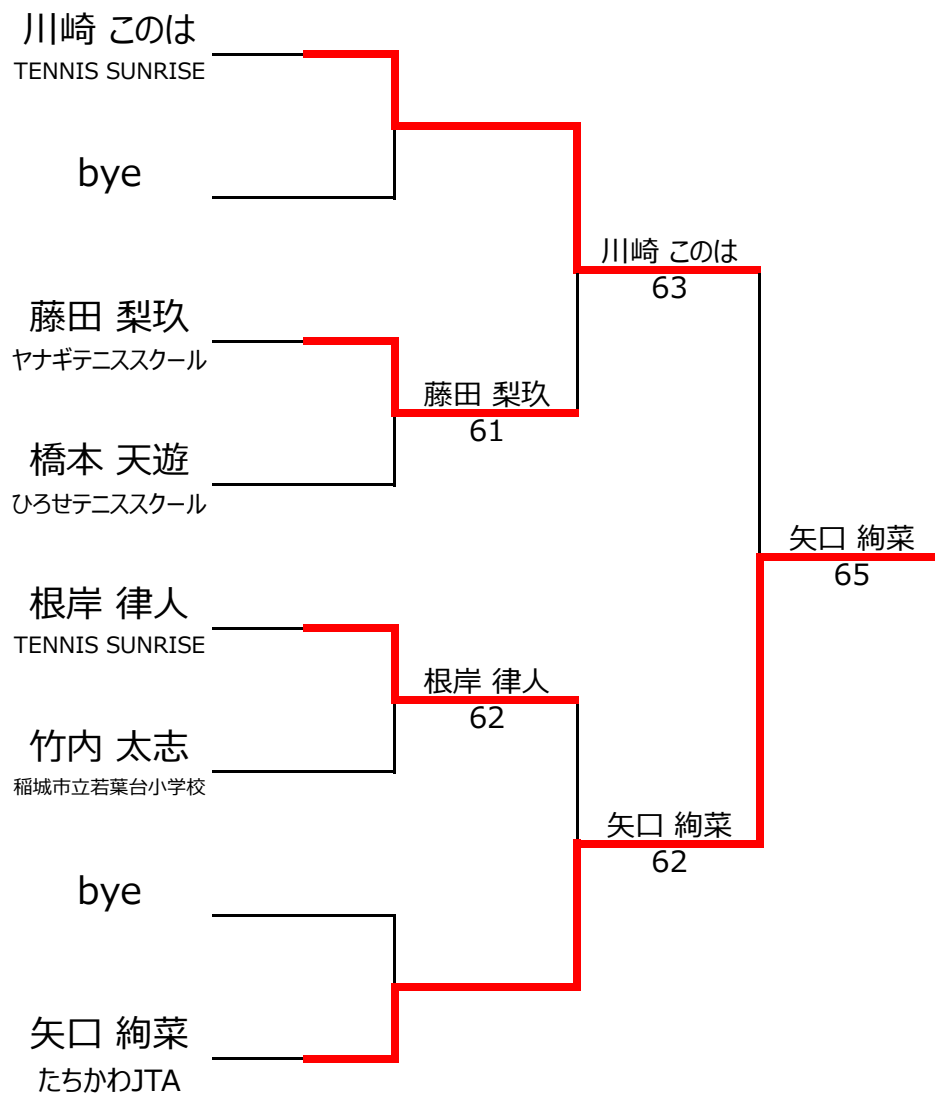 川崎 このは
TENNIS SUNRISE
bye
川崎 このは
63
藤田 梨玖
ヤナギテニススクール
藤田 梨玖
61
橋本 天遊
ひろせテニススクール
矢口 絢菜
65
根岸 律人
TENNIS SUNRISE
根岸 律人
62
竹内 太志
稲城市立若葉台小学校
矢口 絢菜
62
bye
矢口 絢菜
たちかわJTA